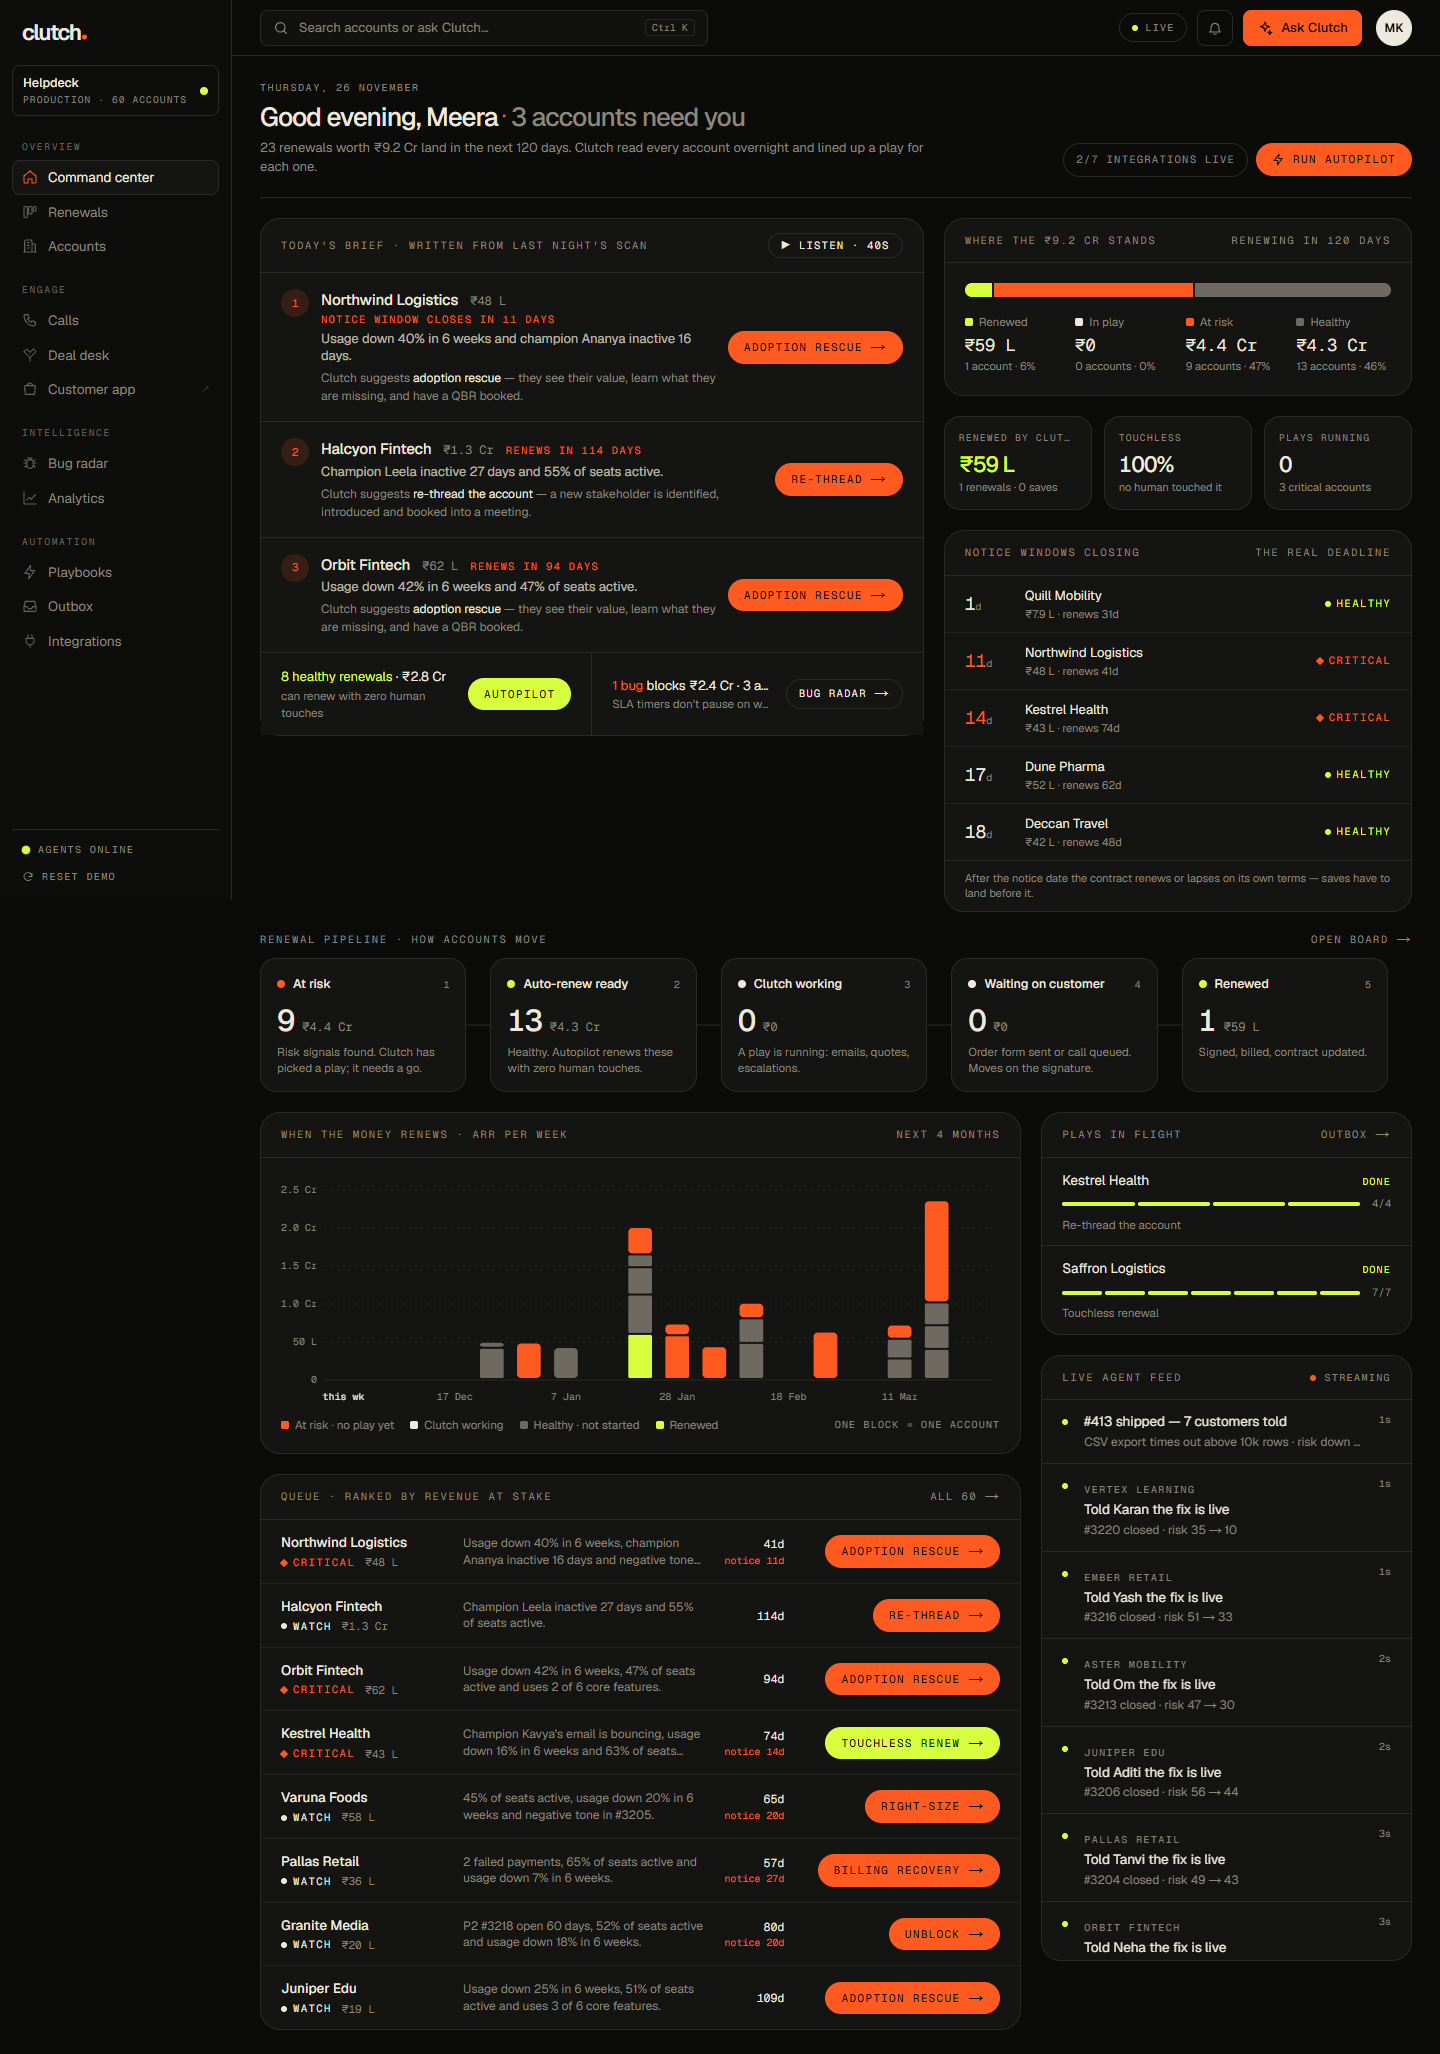 clutch.
Helpdeck
PRODUCTION · 60 ACCOUNTS
OVERVIEW
Command center
Renewals
Accounts
ENGAGE
Calls
Deal desk
Customer app
INTELLIGENCE
Bug radar
Analytics
AUTOMATION
Playbooks
Outbox
Integrations
AGENTS ONLINE
RESET DEMO
Search accounts or ask Clutch…
Ctrl K
LIVE
Ask Clutch
MK
THURSDAY, 26 NOVEMBER
Good evening, Meera · 3 accounts need you
23 renewals worth ₹9.2 Cr land in the next 120 days. Clutch read every account overnight and lined up a play for
each one.
2/7 INTEGRATIONS LIVE
RUN AUTOPILOT
TODAY'S BRIEF · WRITTEN FROM LAST NIGHT'S SCAN
LISTEN · 40S
1
Northwind Logistics ₹48 L
NOTICE WINDOW CLOSES IN 11 DAYS
Usage down 40% in 6 weeks and champion Ananya inactive 16
days.
Clutch suggests adoption rescue — they see their value, learn what they
are missing, and have a QBR booked.
ADOPTION RESCUE →
2
Halcyon Fintech ₹1.3 Cr RENEWS IN 114 DAYS
Champion Leela inactive 27 days and 55% of seats active.
Clutch suggests re-thread the account — a new stakeholder is identified,
introduced and booked into a meeting.
RE-THREAD →
3
Orbit Fintech ₹62 L RENEWS IN 94 DAYS
Usage down 42% in 6 weeks and 47% of seats active.
Clutch suggests adoption rescue — they see their value, learn what they
are missing, and have a QBR booked.
ADOPTION RESCUE →
8 healthy renewals · ₹2.8 Cr
can renew with zero human
touches
AUTOPILOT
1 bug blocks ₹2.4 Cr · 3 a…
SLA timers don't pause on w…
BUG RADAR →
WHERE THE ₹9.2 CR STANDS
RENEWING IN 120 DAYS
Renewed
₹59 L
1 account · 6%
In play
₹0
0 accounts · 0%
At risk
₹4.4 Cr
9 accounts · 47%
Healthy
₹4.3 Cr
13 accounts · 46%
RENEWED BY CLUT…
₹59 L
1 renewals · 0 saves
TOUCHLESS
100%
no human touched it
PLAYS RUNNING
0
3 critical accounts
NOTICE WINDOWS CLOSING
THE REAL DEADLINE
1d
Quill Mobility
₹7.9 L · renews 31d
HEALTHY
11d
Northwind Logistics
₹48 L · renews 41d
CRITICAL
14d
Kestrel Health
₹43 L · renews 74d
CRITICAL
17d
Dune Pharma
₹52 L · renews 62d
HEALTHY
18d
Deccan Travel
₹42 L · renews 48d
HEALTHY
After the notice date the contract renews or lapses on its own terms — saves have to
land before it.
RENEWAL PIPELINE · HOW ACCOUNTS MOVE
OPEN BOARD →
At risk 1
9 ₹4.4 Cr
Risk signals found. Clutch has
picked a play; it needs a go.
Auto-renew ready 2
13 ₹4.3 Cr
Healthy. Autopilot renews these
with zero human touches.
Clutch working 3
0 ₹0
A play is running: emails, quotes,
escalations.
Waiting on customer 4
0 ₹0
Order form sent or call queued.
Moves on the signature.
Renewed 5
1 ₹59 L
Signed, billed, contract updated.
WHEN THE MONEY RENEWS · ARR PER WEEK
NEXT 4 MONTHS
2.5 Cr
2.0 Cr
1.5 Cr
1.0 Cr
50 L
0
this wk 17 Dec 7 Jan 28 Jan 18 Feb 11 Mar
At risk · no play yet
Clutch working
Healthy · not started
Renewed
ONE BLOCK = ONE ACCOUNT
QUEUE · RANKED BY REVENUE AT STAKE
ALL 60 →
Northwind Logistics
CRITICAL ₹48 L
Usage down 40% in 6 weeks, champion
Ananya inactive 16 days and negative tone…
41d
notice 11d
ADOPTION RESCUE →
Halcyon Fintech
WATCH ₹1.3 Cr
Champion Leela inactive 27 days and 55%
of seats active.
114d
RE-THREAD →
Orbit Fintech
CRITICAL ₹62 L
Usage down 42% in 6 weeks, 47% of seats
active and uses 2 of 6 core features.
94d
ADOPTION RESCUE →
Kestrel Health
CRITICAL ₹43 L
Champion Kavya's email is bouncing, usage
down 16% in 6 weeks and 63% of seats…
74d
notice 14d
TOUCHLESS RENEW →
Varuna Foods
WATCH ₹58 L
45% of seats active, usage down 20% in 6
weeks and negative tone in #3205.
65d
notice 20d
RIGHT-SIZE →
Pallas Retail
WATCH ₹36 L
2 failed payments, 65% of seats active and
usage down 7% in 6 weeks.
57d
notice 27d
BILLING RECOVERY →
Granite Media
WATCH ₹20 L
P2 #3218 open 60 days, 52% of seats active
and usage down 18% in 6 weeks.
80d
notice 20d
UNBLOCK →
Juniper Edu
WATCH ₹19 L
Usage down 25% in 6 weeks, 51% of seats
active and uses 3 of 6 core features.
109d
ADOPTION RESCUE →
PLAYS IN FLIGHT
OUTBOX →
Kestrel Health
DONE
4/4
Re-thread the account
Saffron Logistics
DONE
7/7
Touchless renewal
LIVE AGENT FEED
STREAMING
#413 shipped — 7 customers told
1s
CSV export times out above 10k rows · risk down …
VERTEX LEARNING
1s
Told Karan the fix is live
#3220 closed · risk 35 → 10
EMBER RETAIL
1s
Told Yash the fix is live
#3216 closed · risk 51 → 33
ASTER MOBILITY
2s
Told Om the fix is live
#3213 closed · risk 47 → 30
JUNIPER EDU
2s
Told Aditi the fix is live
#3206 closed · risk 56 → 44
PALLAS RETAIL
3s
Told Tanvi the fix is live
#3204 closed · risk 49 → 43
ORBIT FINTECH
3s
Told Neha the fix is live